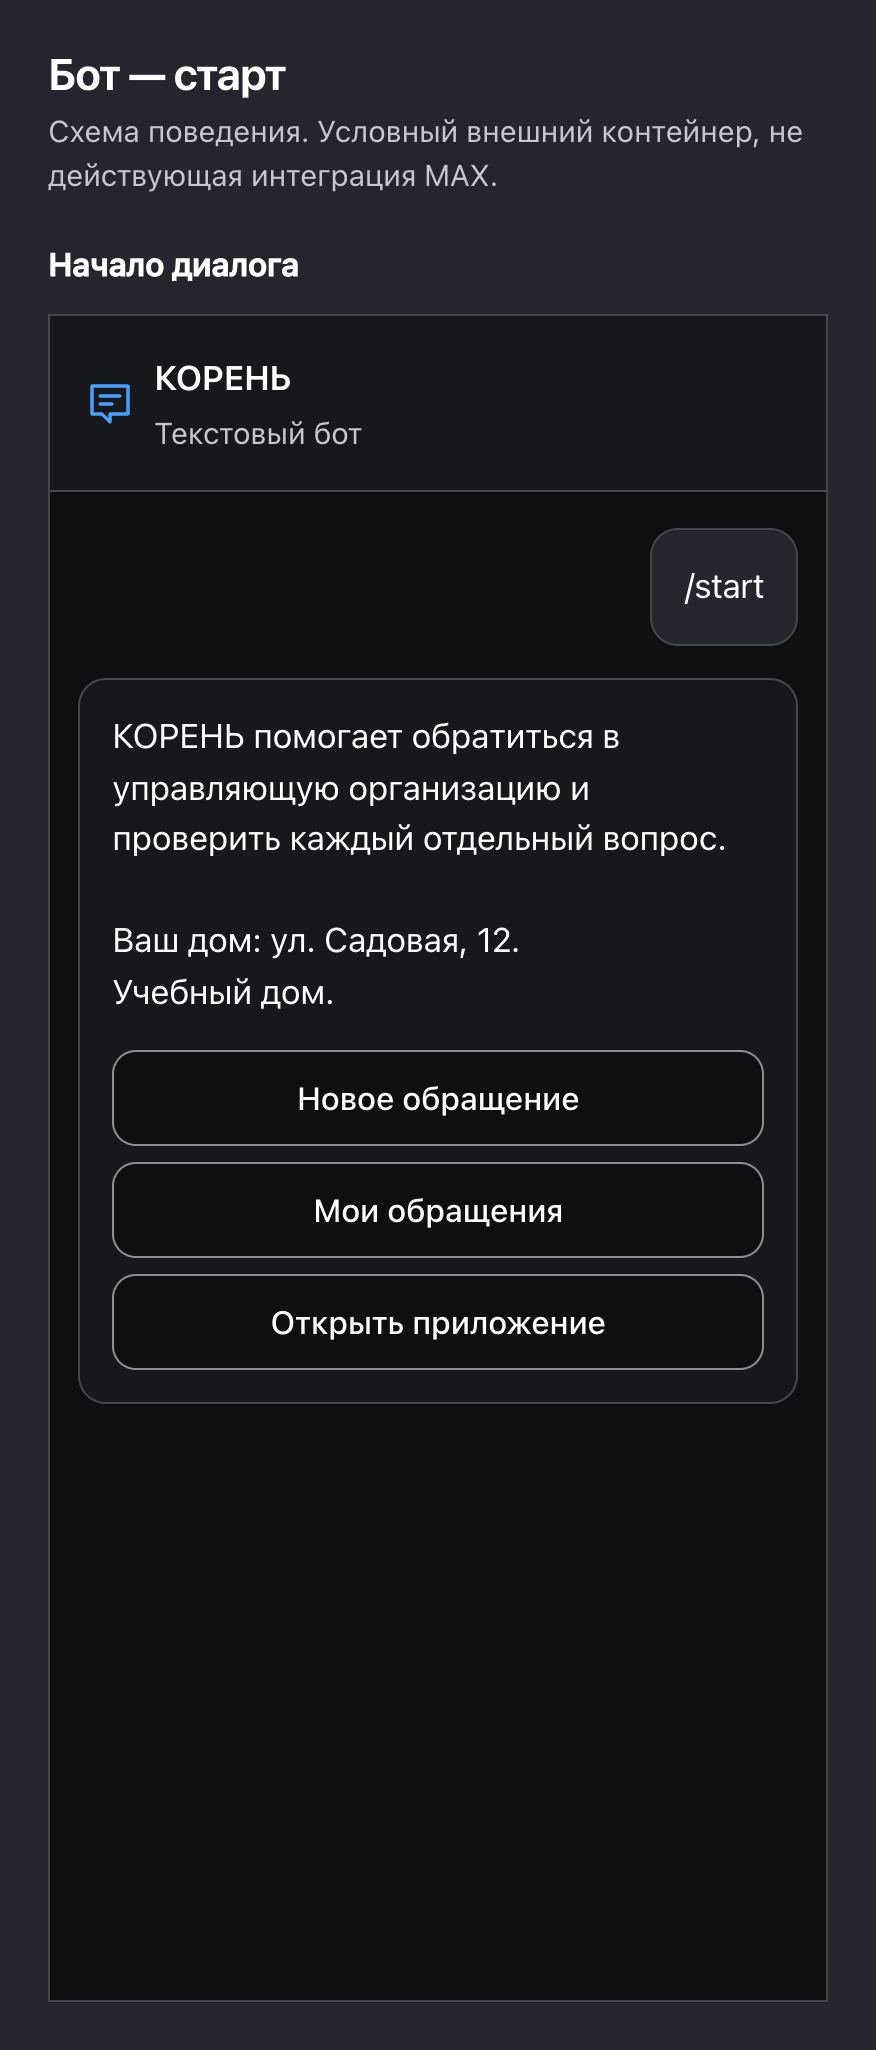 Бот — старт
Схема поведения. Условный внешний контейнер, не
действующая интеграция MAX.
Начало диалога
КОРЕНЬ
Текстовый бот
/start
КОРЕНЬ помогает обратиться в
управляющую организацию и
проверить каждый отдельный вопрос.
Ваш дом: ул. Садовая, 12.
Учебный дом.
Новое обращение
Мои обращения
Открыть приложение